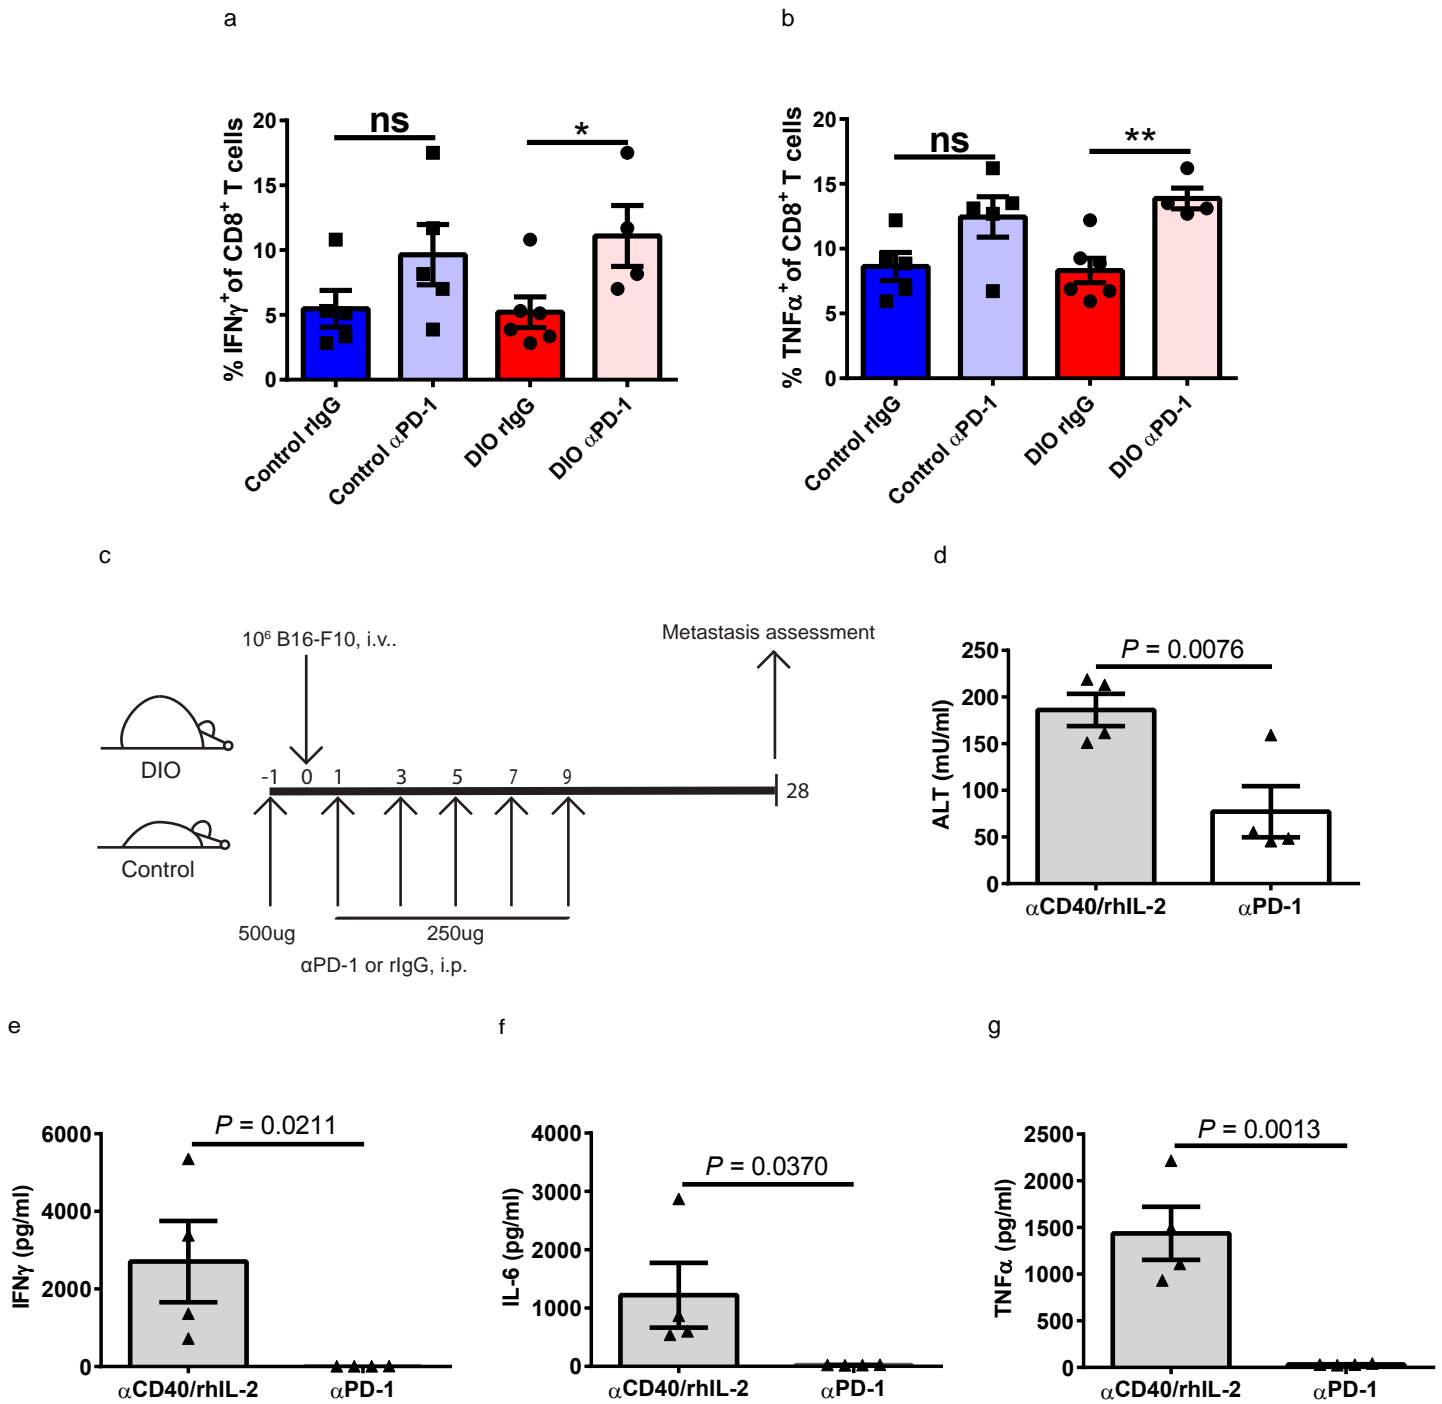 a
b
ns
*
20
15
10
5
0
% IFNγ⁺of CD8⁺ T cells
Control rIgG
Control αPD-1
DIO rIgG
DIO αPD-1
ns
**
20
15
10
5
0
% TNFα⁺of CD8⁺ T cells
Control rIgG
Control αPD-1
DIO rIgG
DIO αPD-1
c
10⁶ B16-F10, i.v..
Metastasis assessment
DIO
Control
-1 0 1 3 5 7 9
28
500ug
250ug
αPD-1 or rIgG, i.p.
d
P = 0.0076
250
200
150
100
50
0
ALT (mU/ml)
αCD40/rhIL-2
αPD-1
e
P = 0.0211
6000
4000
2000
0
IFNγ (pg/ml)
αCD40/rhIL-2
αPD-1
f
P = 0.0370
4000
3000
2000
1000
0
IL-6 (pg/ml)
αCD40/rhIL-2
αPD-1
g
P = 0.0013
2500
2000
1500
1000
500
0
TNFα (pg/ml)
αCD40/rhIL-2
αPD-1